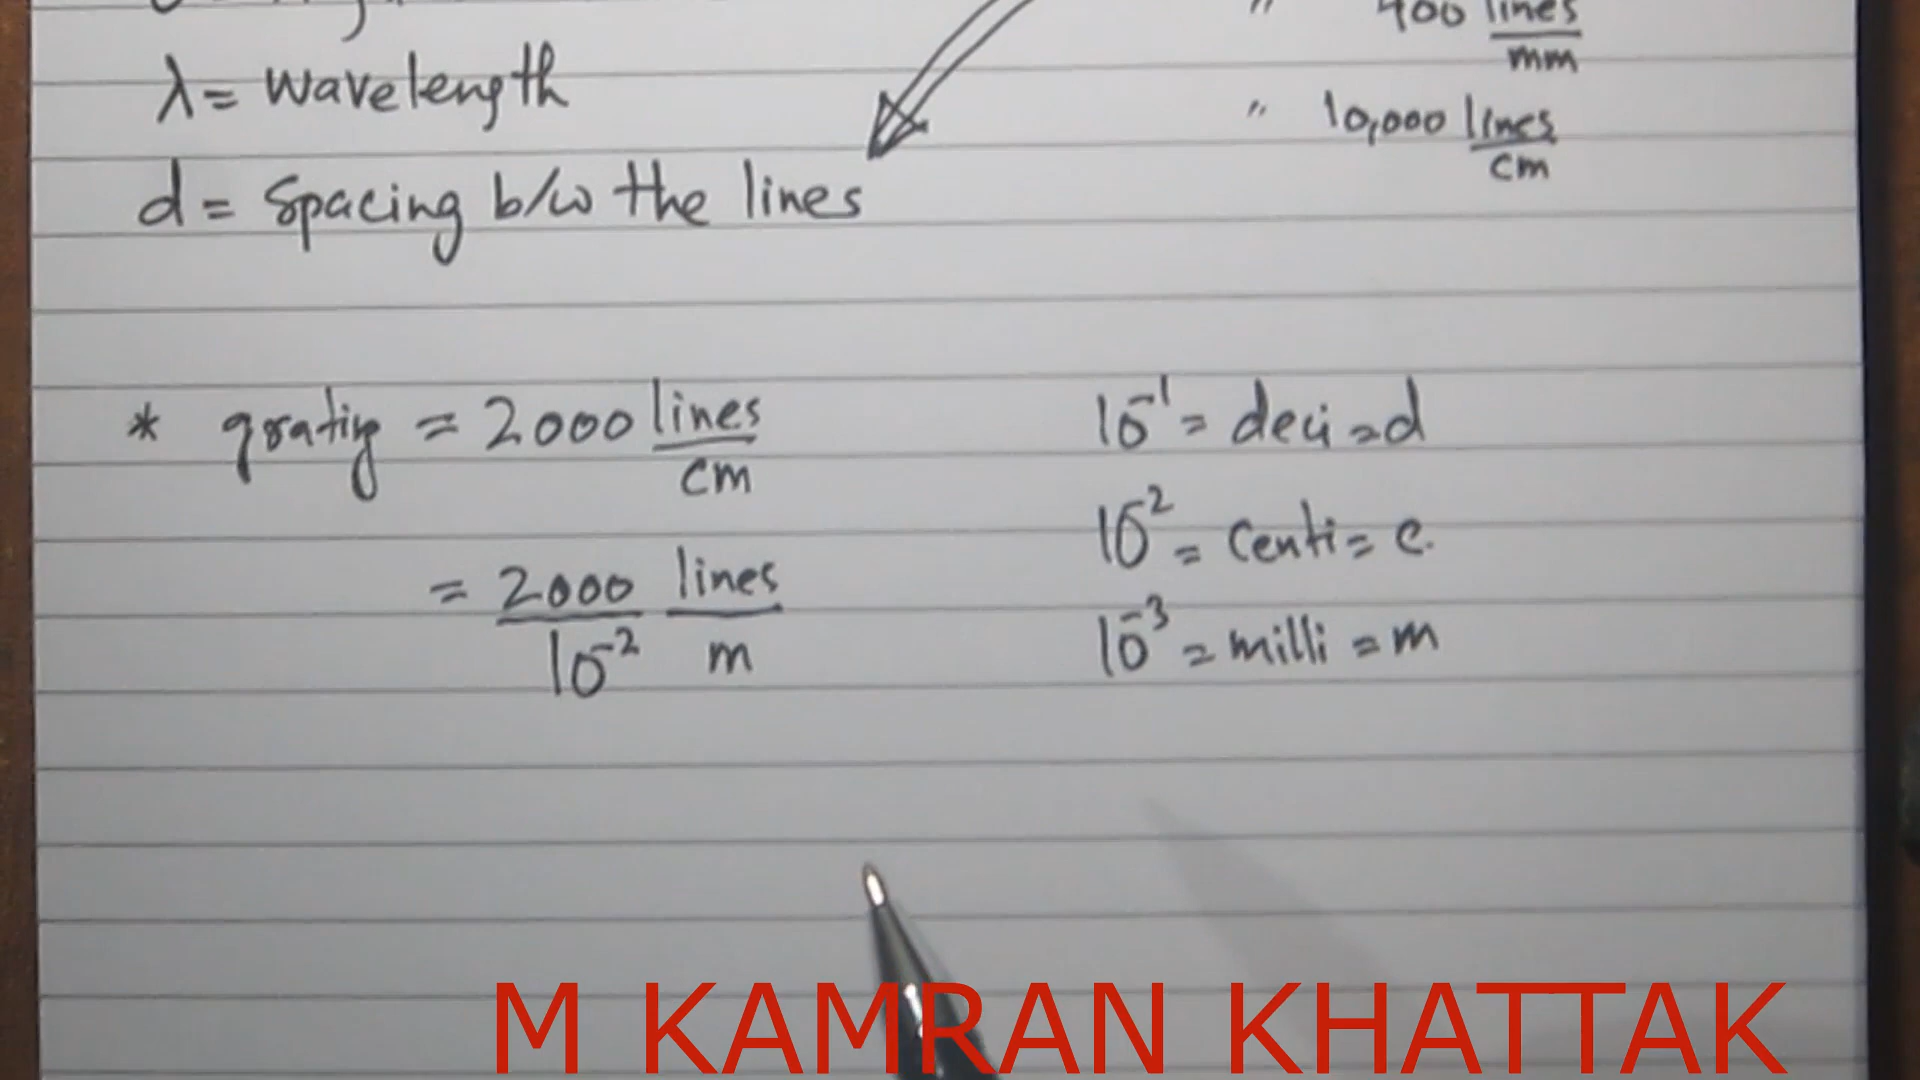 λ = wavelength
d = spacing b/w the lines
" 400 lines/mm
" 10,000 lines/cm
* grating = 2000 lines/cm
= 2000/10⁻² lines/m
10⁻¹ = deci = d
10⁻² = centi = c.
10⁻³ = milli = m
M KAMRAN KHATTAK